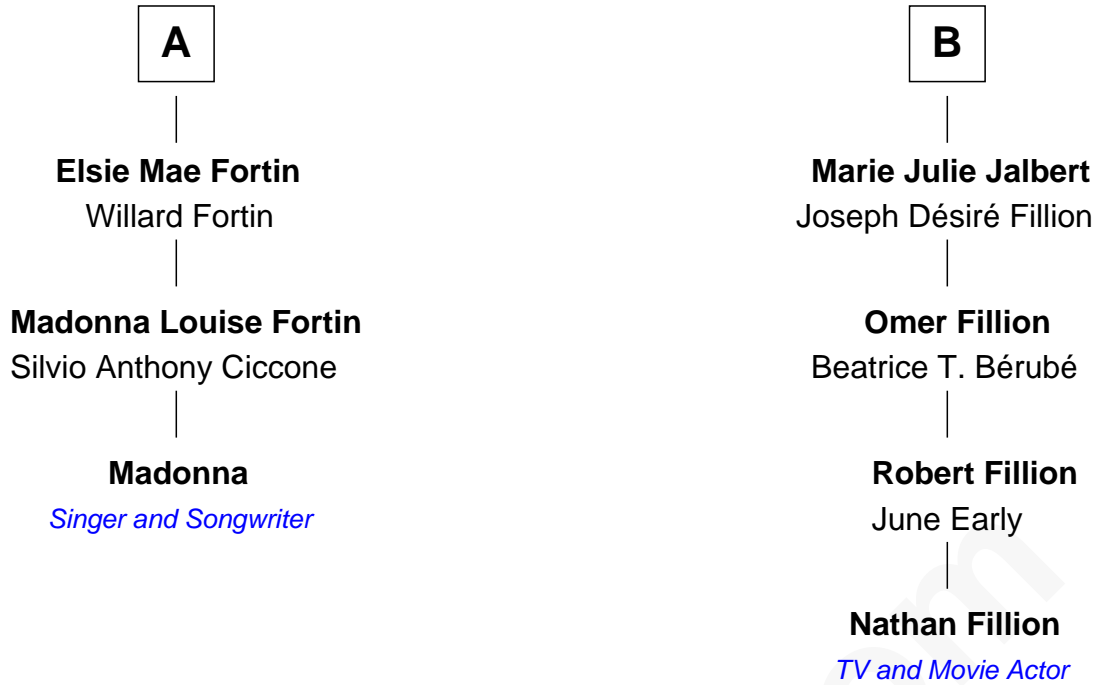 A
Elsie Mae Fortin
Willard Fortin
Madonna Louise Fortin
Silvio Anthony Ciccone
Madonna
Singer and Songwriter
B
Marie Julie Jalbert
Joseph Désiré Fillion
Omer Fillion
Beatrice T. Bérubé
Robert Fillion
June Early
Nathan Fillion
TV and Movie Actor